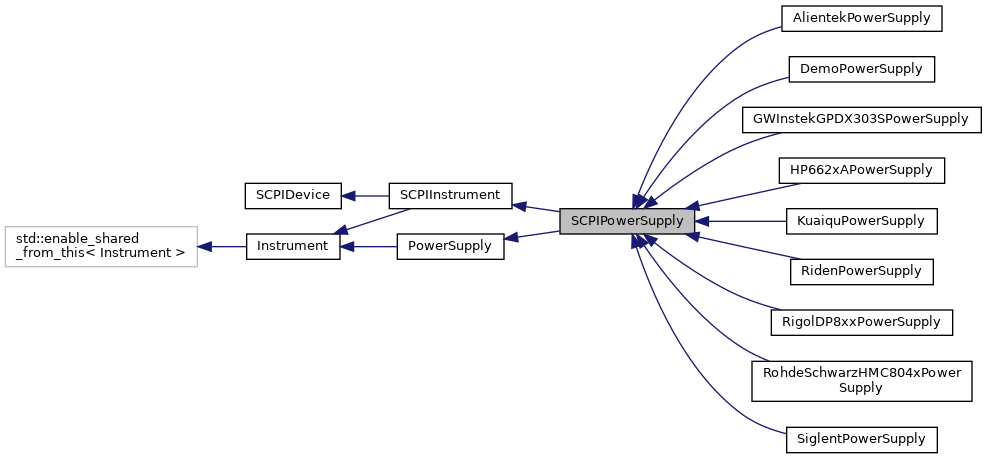 AlientekPowerSupply
DemoPowerSupply
GWInstekGPDX303SPowerSupply
HP662xAPowerSupply
SCPIDevice
SCPIInstrument
SCPIPowerSupply
KuaiquPowerSupply
std::enable_shared
_from_this< Instrument >
Instrument
PowerSupply
RidenPowerSupply
RigolDP8xxPowerSupply
RohdeSchwarzHMC804xPower
Supply
SiglentPowerSupply